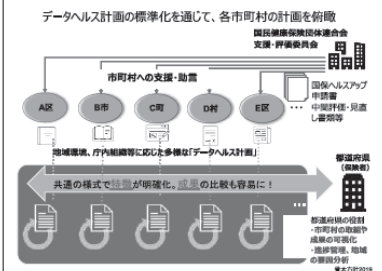 データヘルス計画の標準化を通じて、各市町村の計画を俯瞰
国民健康保険団体連合会
支援・評価委員会
市町村への支援・助言
A区
B市
C町
D村
E区
国保ヘルスアップ
申請書
中間評価・見直
し書類等
地域環境、庁内組織等に応じた多様な「データヘルス計画」
共通の様式で特徴が明確化。成果の比較も容易に!
都道府県
(保険者)
…
都道府県の役割
・市町村の取組や
成果の可視化
・進捗管理、地域
の要因分析